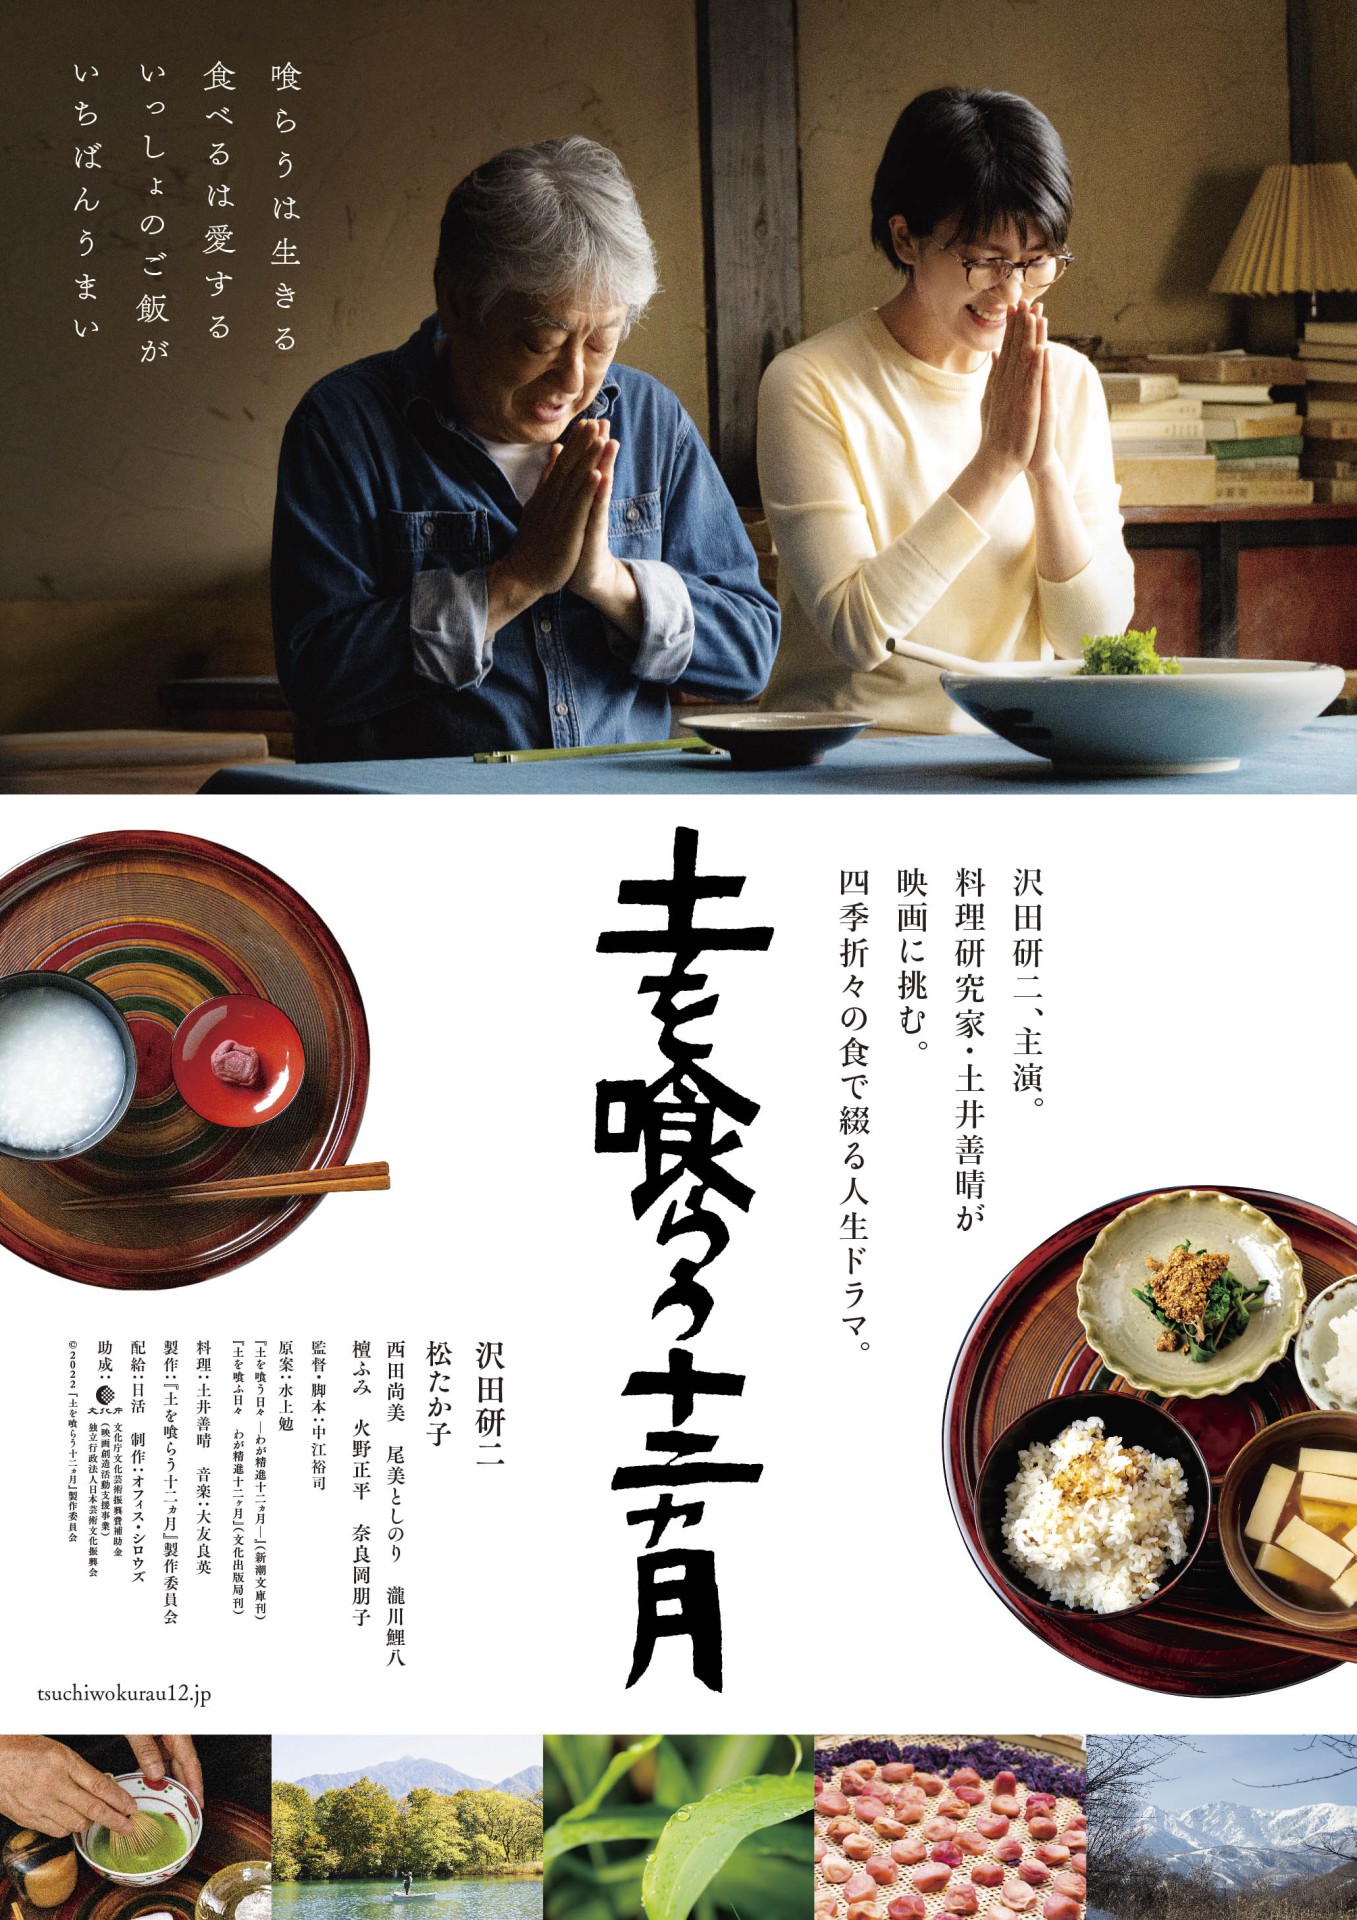 喰らうは生きる
食べるは愛する
いっしょのご飯が
いちばんうまい
沢田研二、主演。
料理研究家・土井善晴が
映画に挑む。
四季折々の食で綴る人生ドラマ。
土を喰らう十二ヵ月
沢田研二
松たか子
西田尚美　尾美としのり　瀧川鯉八
檀ふみ　火野正平　奈良岡朋子
監督・脚本：中江裕司
原案：水上勉
『土を喰う日々 ―わが精進十二ヵ月―』（新潮文庫刊）
『土を喰ふ日々　わが精進十二ヶ月』（文化出版局刊）
料理：土井善晴　音楽：大友良英
製作：『土を喰らう十二ヵ月』製作委員会
配給：日活　制作：オフィス・シロウズ
助成：
文化庁
文化庁文化芸術振興費補助金
（映画創造活動支援事業）
独立行政法人日本芸術文化振興会
©2022『土を喰らう十二ヵ月』製作委員会
tsuchiwokurau12.jp